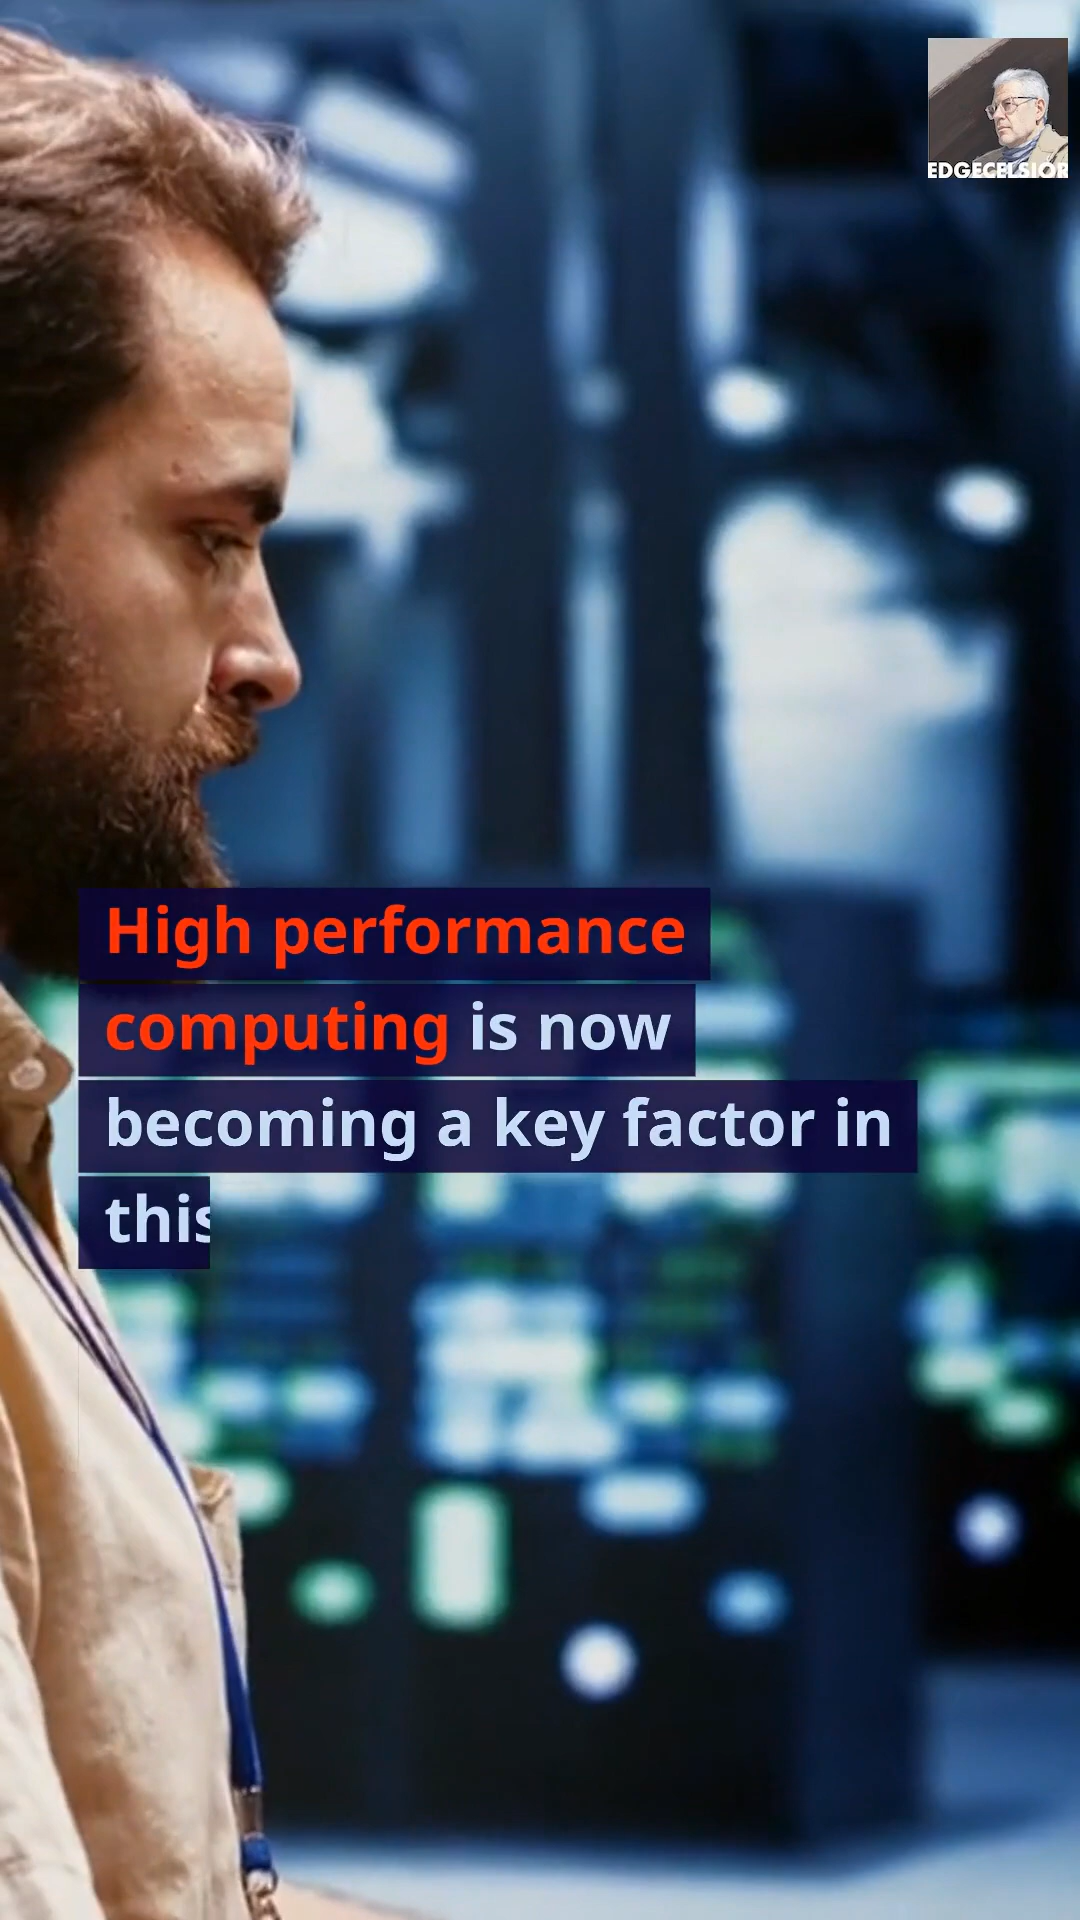 EDGECELSIOR
High performance
computing is now
becoming a key factor in
this